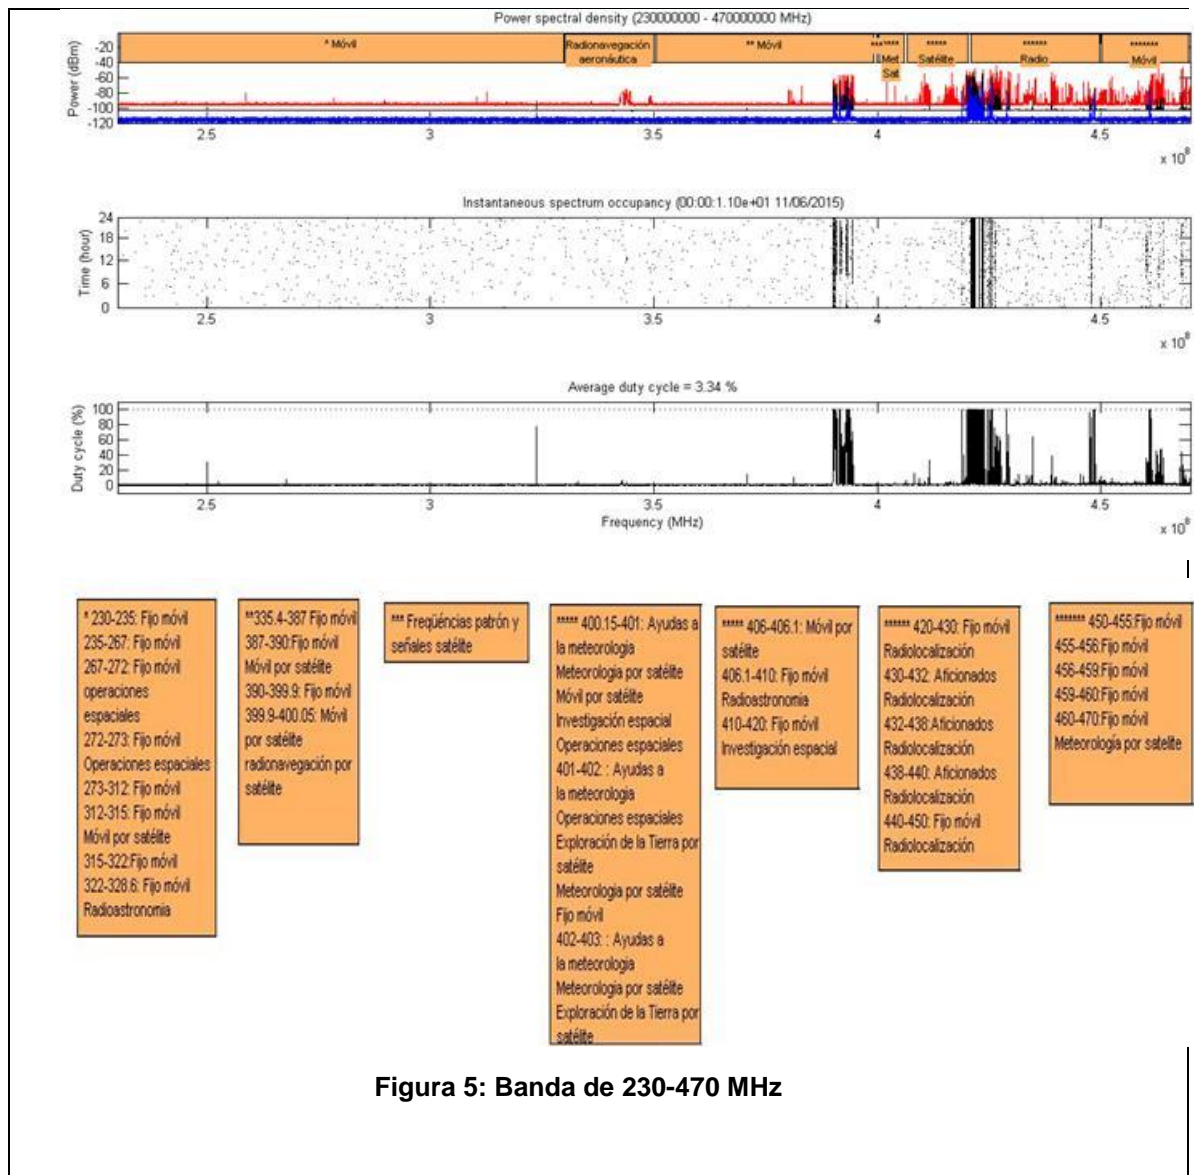 Power spectral density (230000000 - 470000000 MHz)
Power (dBm)
-20
-40
-60
-80
-100
-120
* Móvil
Radionavegación
aeronáutica
** Móvil
***
****
Met
Sat
*****
Satélite
******
Radio
*******
Móvil
2.5
3
3.5
4
4.5
x 10⁸
Instantaneous spectrum occupancy (00:00:1.10e+01 11/06/2015)
Time (hour)
24
18
12
6
0
2.5
3
3.5
4
4.5
x 10⁸
Average duty cycle = 3.34 %
Duty cycle (%)
100
80
60
40
20
0
2.5
3
3.5
4
4.5
Frequency (MHz)
x 10⁸
* 230-235: Fijo móvil
235-267: Fijo móvil
267-272: Fijo móvil
operaciones
espaciales
272-273: Fijo móvil
Operaciones espaciales
273-312: Fijo móvil
312-315: Fijo móvil
Móvil por satélite
315-322:Fijo móvil
322-328.6: Fijo móvil
Radioastronomia
**335.4-387 Fijo móvil
387-390:Fijo móvil
Móvil por satélite
390-399.9: Fijo móvil
399.9-400.05: Móvil
por satélite
radionavegación por
satélite
*** Freqüéncias patrón y
señales satélite
***** 400.15-401: Ayudas a
la meteorologia
Meteorologia por satélite
Móvil por satélite
Investigación espacial
Operaciones espaciales
401-402: : Ayudas a
la meteorologia
Operaciones espaciales
Exploración de la Tierra por
satélite
Meteorologia por satélite
Fijo móvil
402-403: : Ayudas a
la meteorologia
Meteorologia por satélite
Exploración de la Tierra por
satélite
***** 406-406.1: Móvil por
satélite
406.1-410: Fijo móvil
Radioastronomia
410-420: Fijo móvil
Investigación espacial
****** 420-430: Fijo móvil
Radiolocalización
430-432: Aficionados
Radiolocalización
432-438:Aficionados
Radiolocalización
438-440: Aficionados
Radiolocalización
440-450: Fijo móvil
Radiolocalización
******* 450-455:Fijo móvil
455-456:Fijo móvil
456-459:Fijo móvil
459-460:Fijo móvil
460-470:Fijo móvil
Meteorología por satelite
Figura 5: Banda de 230-470 MHz